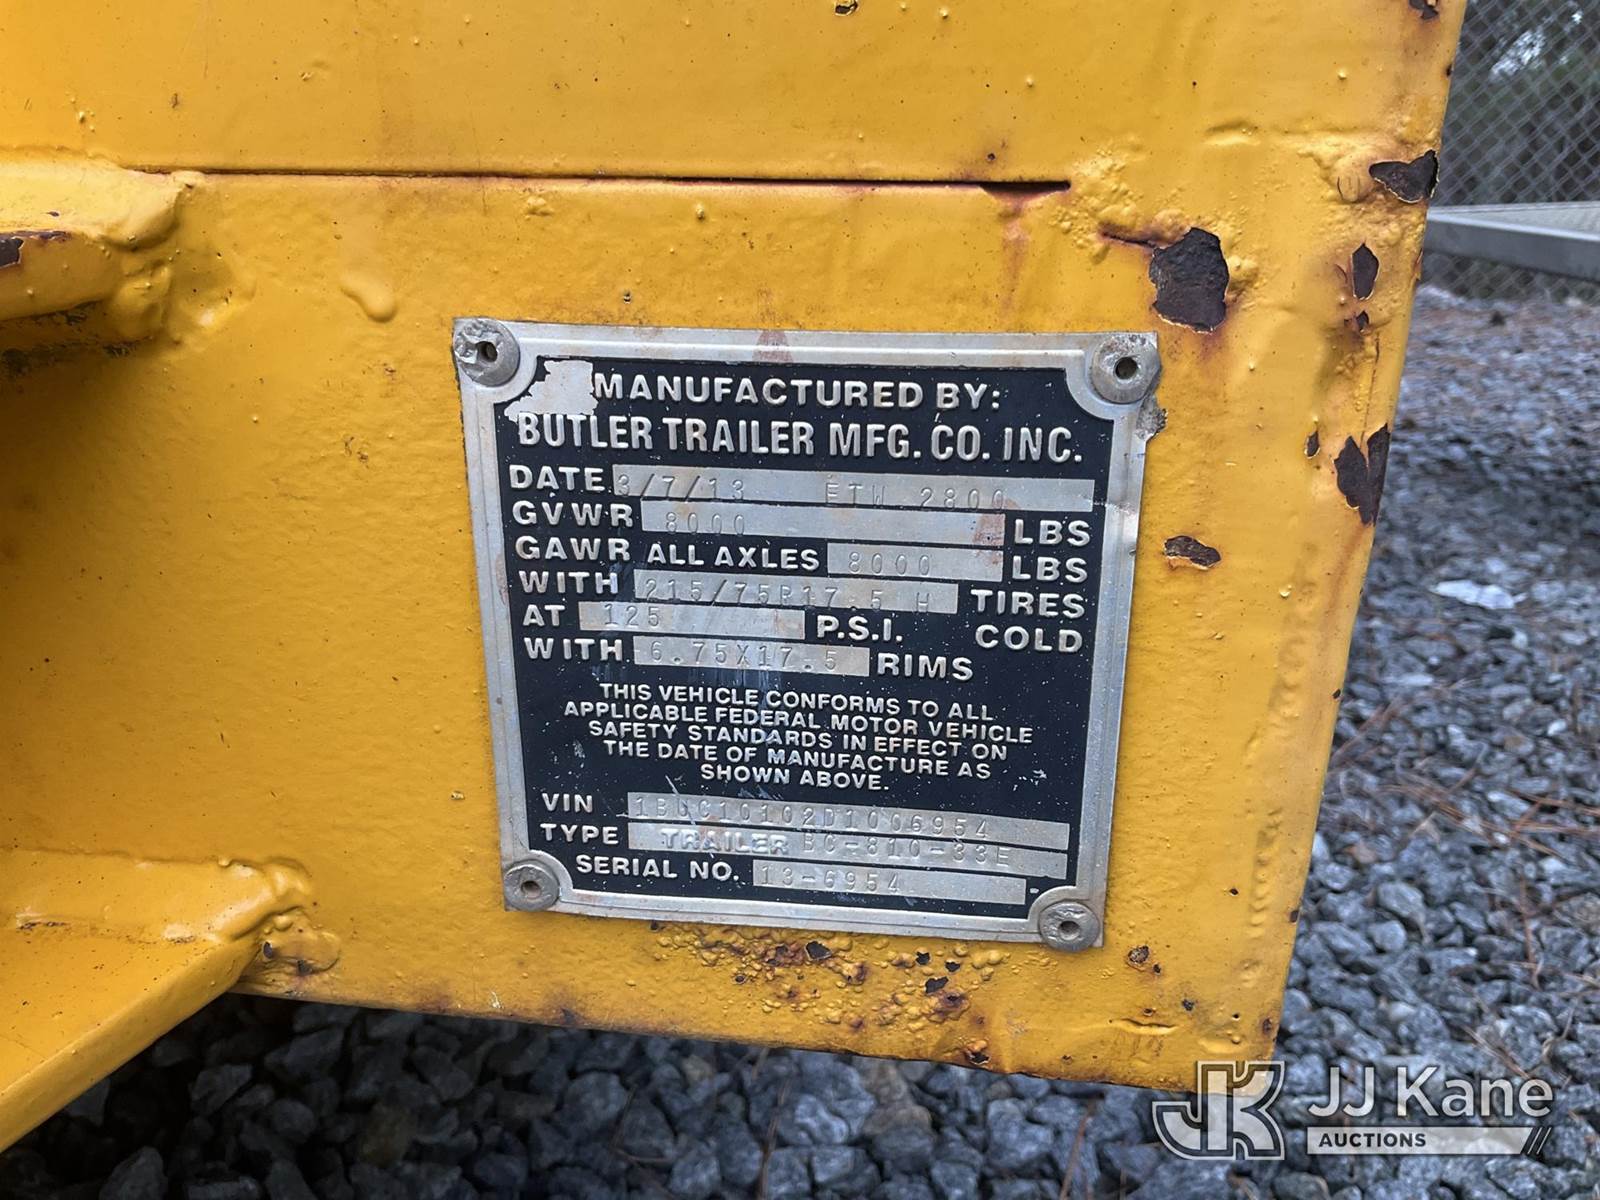 MANUFACTURED BY:
BUTLER TRAILER MFG. CO. INC.
DATE 3/7/13 ETW 2800
GVWR 8000 LBS
GAWR ALL AXLES 8000 LBS
WITH 215/75R17.5 H TIRES
AT 125 P.S.I. COLD
WITH 6.75X17.5 RIMS
THIS VEHICLE CONFORMS TO ALL
APPLICABLE FEDERAL MOTOR VEHICLE
SAFETY STANDARDS IN EFFECT ON
THE DATE OF MANUFACTURE AS
SHOWN ABOVE.
VIN 1BUC10102D1006954
TYPE TRAILER BC-810-33E
SERIAL NO. 13-6954
JK JJ Kane
AUCTIONS